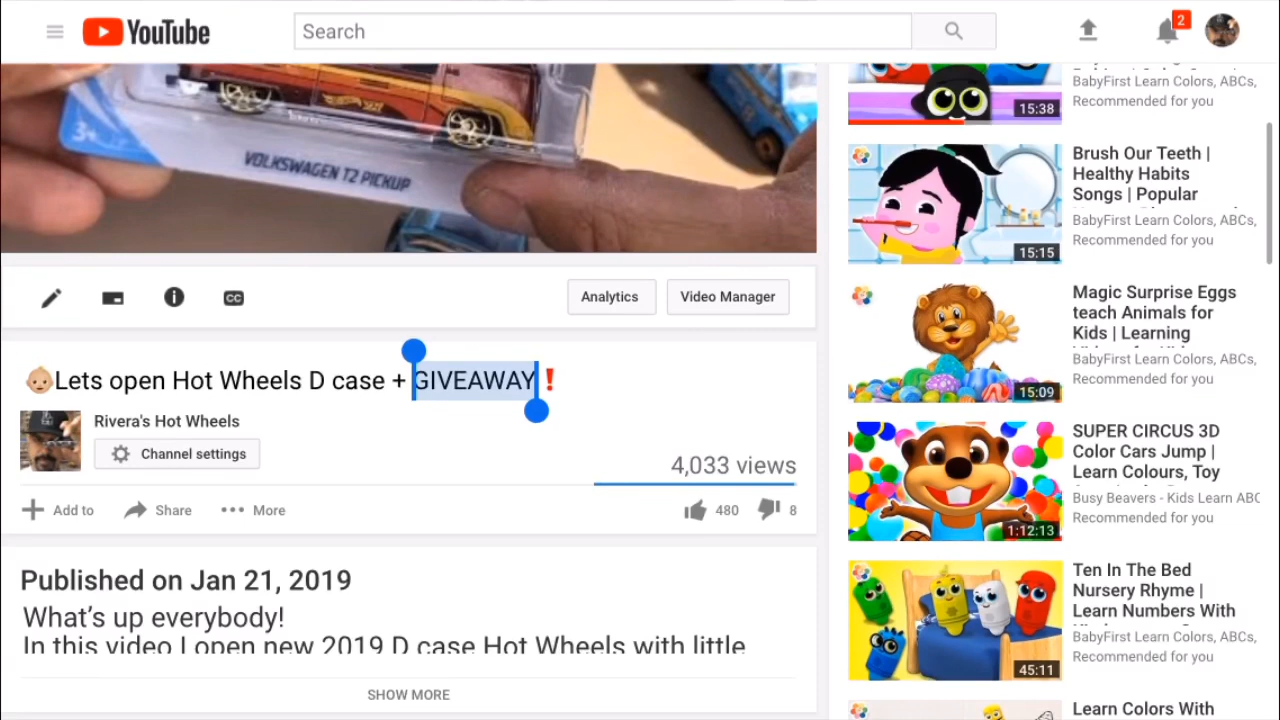 YouTube
Search
2
3+
VOLKSWAGEN T2 PICKUP
Analytics
Video Manager
CC
👶🏼Lets open Hot Wheels D case + GIVEAWAY❗
Rivera's Hot Wheels
Channel settings
4,033 views
Add to
Share
More
480
8
Published on Jan 21, 2019
What's up everybody!
In this video I open new 2019 D case Hot Wheels with little
SHOW MORE
15:38
BabyFirst Learn Colors, ABCs,
Recommended for you
15:15
Brush Our Teeth |
Healthy Habits
Songs | Popular
BabyFirst Learn Colors, ABCs,
Recommended for you
15:09
Magic Surprise Eggs
teach Animals for
Kids | Learning
BabyFirst Learn Colors, ABCs,
Recommended for you
1:12:13
SUPER CIRCUS 3D
Color Cars Jump |
Learn Colours, Toy
Busy Beavers - Kids Learn ABC
Recommended for you
45:11
Ten In The Bed
Nursery Rhyme |
Learn Numbers With
BabyFirst Learn Colors, ABCs,
Recommended for you
Learn Colors With